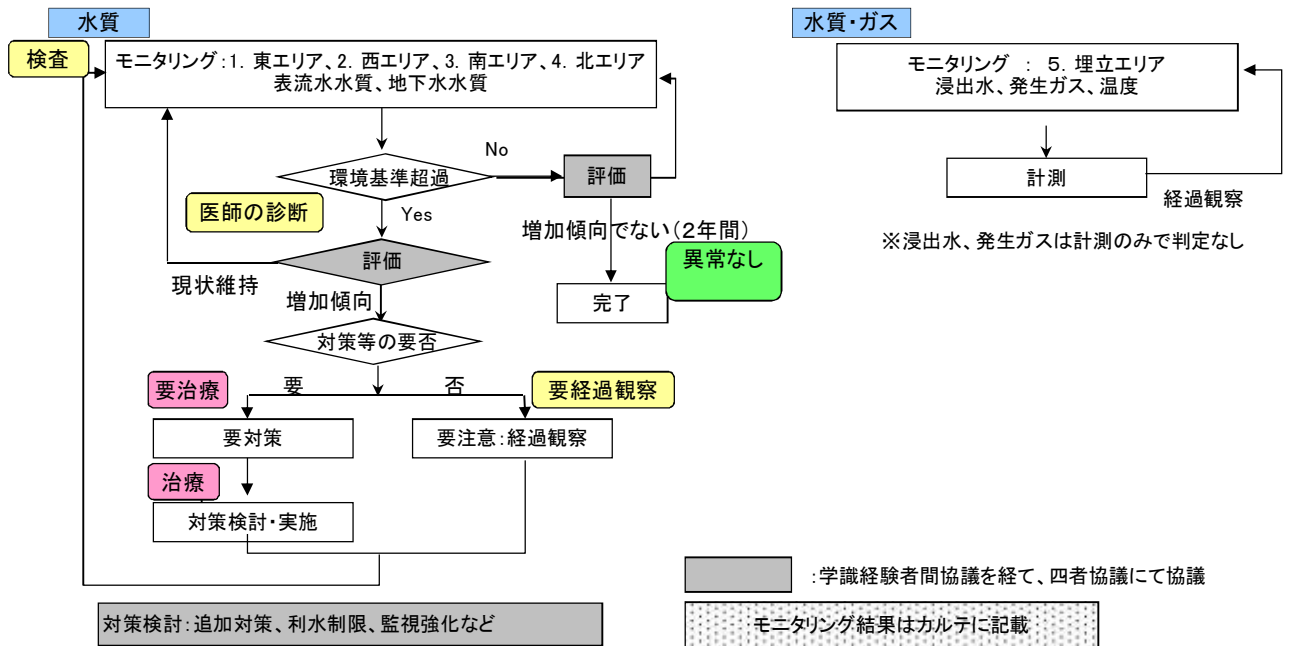 水質
検査
モニタリング:1. 東エリア、2. 西エリア、3. 南エリア、4. 北エリア
表流水水質、地下水水質
環境基準超過
No
評価
医師の診断
Yes
増加傾向でない(2年間)
異常なし
完了
評価
現状維持
増加傾向
対策等の要否
要治療
要
否
要経過観察
要対策
要注意:経過観察
治療
対策検討・実施
対策検討:追加対策、利水制限、監視強化など
水質・ガス
モニタリング : 5. 埋立エリア
浸出水、発生ガス、温度
計測
経過観察
※浸出水、発生ガスは計測のみで判定なし
:学識経験者間協議を経て、四者協議にて協議
モニタリング結果はカルテに記載